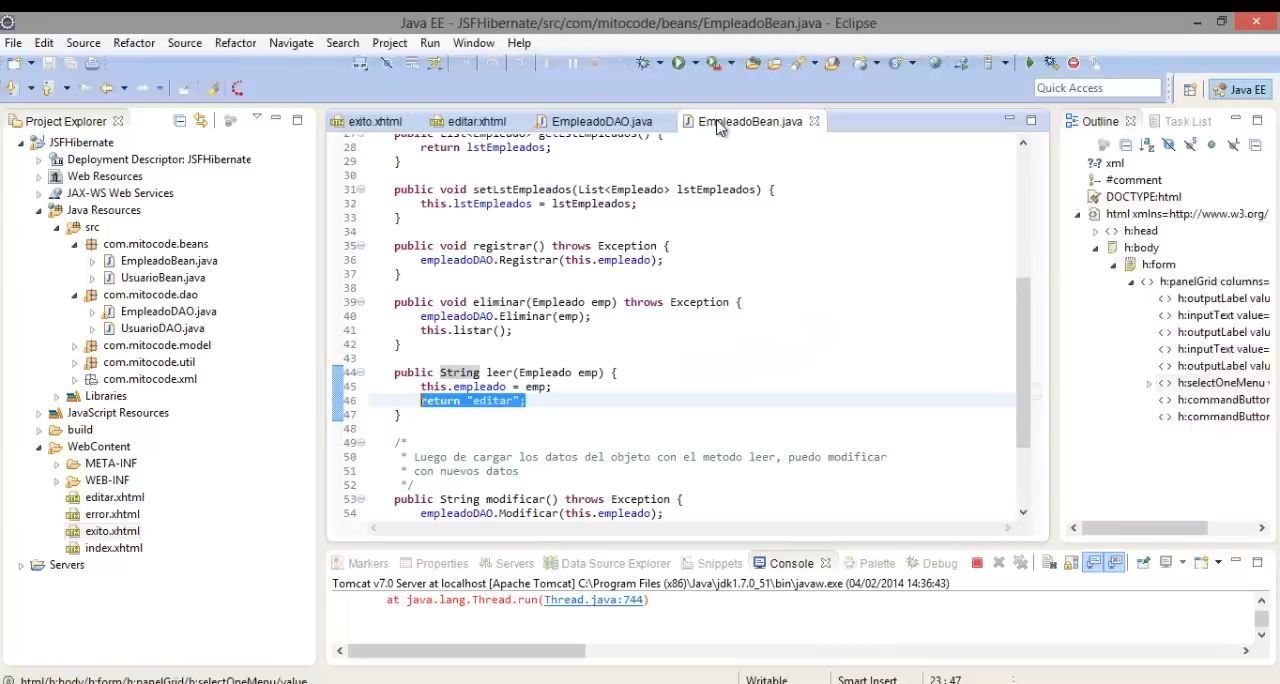 Java EE - JSFHibernate/src/com/mitocode/beans/EmpleadoBean.java - Eclipse
File Edit Source Refactor Source Refactor Navigate Search Project Run Window Help
Quick Access
Java EE
Project Explorer
JSFHibernate
Deployment Descriptor: JSFHibernate
Web Resources
JAX-WS Web Services
Java Resources
src
com.mitocode.beans
EmpleadoBean.java
UsuarioBean.java
com.mitocode.dao
EmpleadoDAO.java
UsuarioDAO.java
com.mitocode.model
com.mitocode.util
com.mitocode.xml
Libraries
JavaScript Resources
build
WebContent
META-INF
WEB-INF
editar.xhtml
error.xhtml
exito.xhtml
index.xhtml
Servers
exito.xhtml editar.xhtml EmpleadoDAO.java EmpleadoBean.java
27 public List<Empleado> getLstEmpleados() {
28 return lstEmpleados;
29 }
30
31 public void setLstEmpleados(List<Empleado> lstEmpleados) {
32 this.lstEmpleados = lstEmpleados;
33 }
34
35 public void registrar() throws Exception {
36 empleadoDAO.Registrar(this.empleado);
37 }
38
39 public void eliminar(Empleado emp) throws Exception {
40 empleadoDAO.Eliminar(emp);
41 this.listar();
42 }
43
44 public String leer(Empleado emp) {
45 this.empleado = emp;
46 return "editar";
47 }
48
49 /*
50 * Luego de cargar los datos del objeto con el metodo leer, puedo modificar
51 * con nuevos datos
52 */
53 public String modificar() throws Exception {
54 empleadoDAO.Modificar(this.empleado);
Outline Task List
xml
#comment
DOCTYPE:html
html xmlns=http://www.w3.org/
h:head
h:body
h:form
h:panelGrid columns=
h:outputLabel valu
h:inputText value=
h:outputLabel valu
h:inputText value=
h:outputLabel valu
h:selectOneMenu v
h:commandButtor
h:commandButtor
Markers Properties Servers Data Source Explorer Snippets Console Palette Debug
Tomcat v7.0 Server at localhost [Apache Tomcat] C:\Program Files (x86)\Java\jdk1.7.0_51\bin\javaw.exe (04/02/2014 14:36:43)
at java.lang.Thread.run(Thread.java:744)
html/h:body/h:form/h:panelGrid/h:selectOneMenu/value
Writable Smart Insert 23 : 47